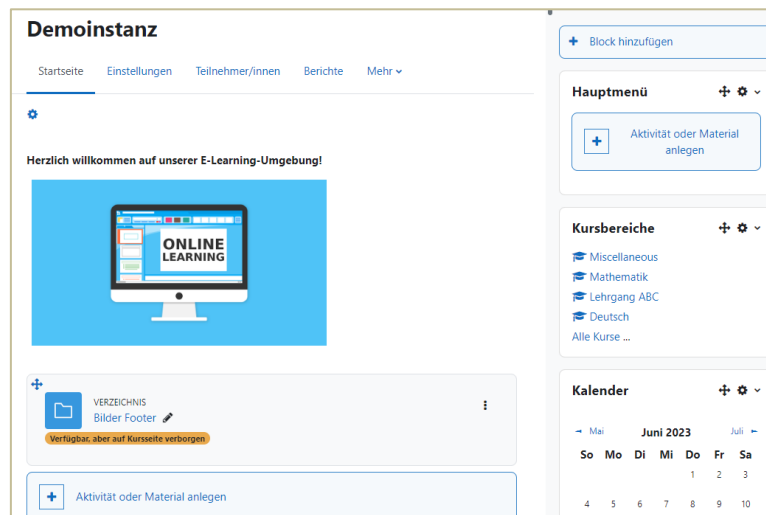 Demoinstanz
Startseite Einstellungen Teilnehmer/innen Berichte Mehr
Herzlich willkommen auf unserer E-Learning-Umgebung!
ONLINE
LEARNING
VERZEICHNIS
Bilder Footer
Verfügbar, aber auf Kursseite verborgen
Aktivität oder Material anlegen
Block hinzufügen
Hauptmenü
Aktivität oder Material
anlegen
Kursbereiche
Miscellaneous
Mathematik
Lehrgang ABC
Deutsch
Alle Kurse ...
Kalender
◄ Mai Juni 2023 Juli ►
So Mo Di Mi Do Fr Sa
1 2 3
4 5 6 7 8 9 10